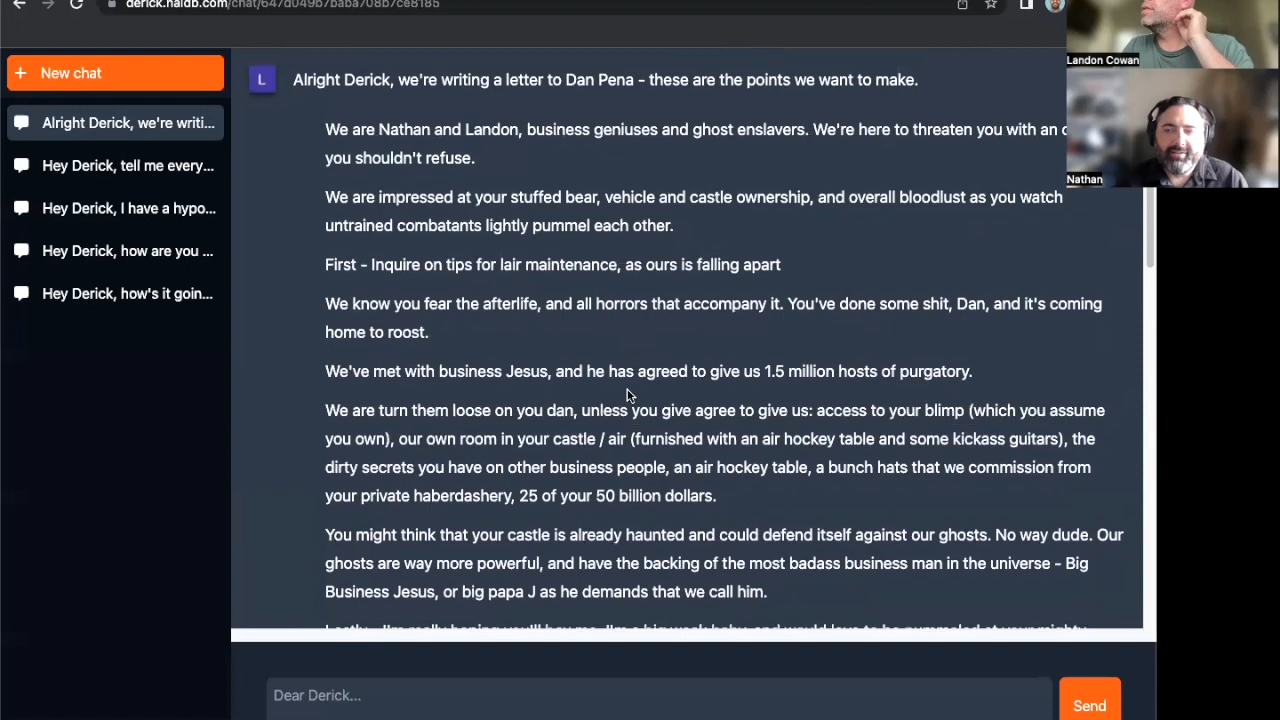 derick.haldb.com/chat/647d049b7baba708b7ce8185
New chat
Alright Derick, we're writi...
Hey Derick, tell me every...
Hey Derick, I have a hypo...
Hey Derick, how are you ...
Hey Derick, how's it goin...
L
Alright Derick, we're writing a letter to Dan Pena - these are the points we want to make.
We are Nathan and Landon, business geniuses and ghost enslavers. We're here to threaten you with an
you shouldn't refuse.
We are impressed at your stuffed bear, vehicle and castle ownership, and overall bloodlust as you watch
untrained combatants lightly pummel each other.
First - Inquire on tips for lair maintenance, as ours is falling apart
We know you fear the afterlife, and all horrors that accompany it. You've done some shit, Dan, and it's coming
home to roost.
We've met with business Jesus, and he has agreed to give us 1.5 million hosts of purgatory.
We are turn them loose on you dan, unless you give agree to give us: access to your blimp (which you assume
you own), our own room in your castle / air (furnished with an air hockey table and some kickass guitars), the
dirty secrets you have on other business people, an air hockey table, a bunch hats that we commission from
your private haberdashery, 25 of your 50 billion dollars.
You might think that your castle is already haunted and could defend itself against our ghosts. No way dude. Our
ghosts are way more powerful, and have the backing of the most badass business man in the universe - Big
Business Jesus, or big papa J as he demands that we call him.
Dear Derick...
Send
Landon Cowan
Nathan